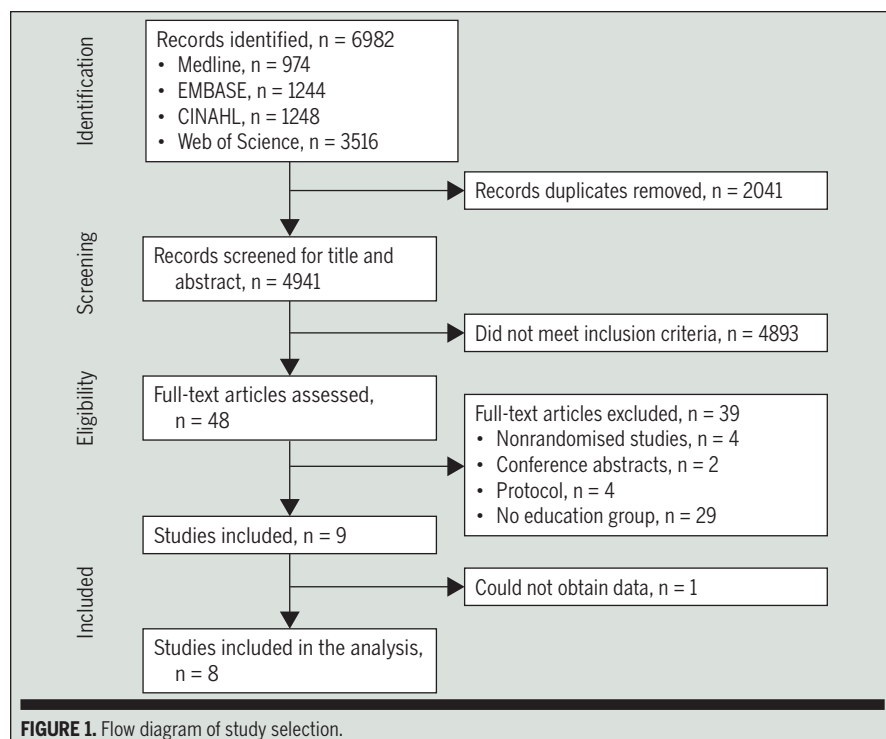 Identification
Records identified, n = 6982
• Medline, n = 974
• EMBASE, n = 1244
• CINAHL, n = 1248
• Web of Science, n = 3516
Records duplicates removed, n = 2041
Screening
Records screened for title and
abstract, n = 4941
Did not meet inclusion criteria, n = 4893
Eligibility
Full-text articles assessed,
n = 48
Full-text articles excluded, n = 39
• Nonrandomised studies, n = 4
• Conference abstracts, n = 2
• Protocol, n = 4
• No education group, n = 29
Studies included, n = 9
Included
Could not obtain data, n = 1
Studies included in the analysis,
n = 8
FIGURE 1. Flow diagram of study selection.